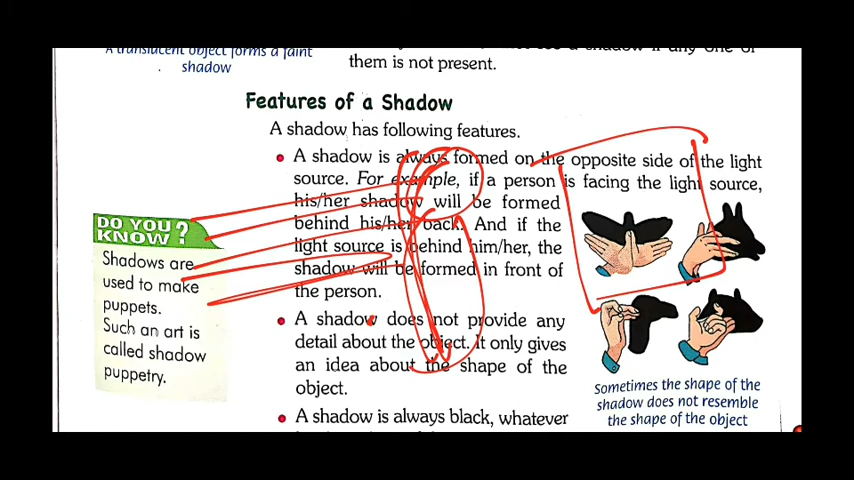 A translucent object forms a faint
shadow
them is not present.
Features of a Shadow
A shadow has following features.
• A shadow is always formed on the opposite side of the light
source. For example, if a person is facing the light source,
his/her shadow will be formed
behind his/her back. And if the
light source is behind him/her, the
shadow will be formed in front of
the person.
• A shadow does not provide any
detail about the object. It only gives
an idea about the shape of the
object.
• A shadow is always black, whatever
DO YOU
KNOW?
Shadows are
used to make
puppets.
Such an art is
called shadow
puppetry.
Sometimes the shape of the
shadow does not resemble
the shape of the object